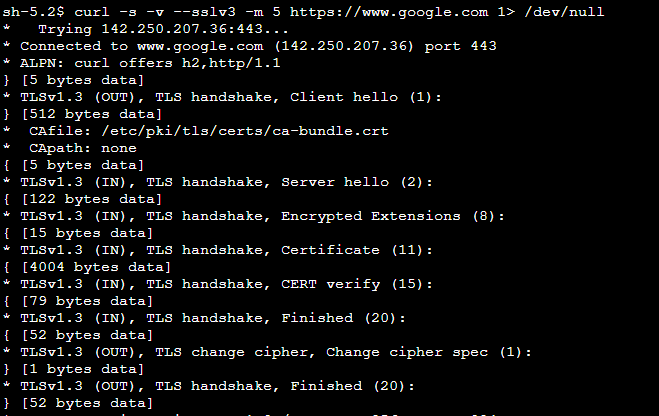 sh-5.2$ curl -s -v --sslv3 -m 5 https://www.google.com 1> /dev/null
*   Trying 142.250.207.36:443...
* Connected to www.google.com (142.250.207.36) port 443
* ALPN: curl offers h2,http/1.1
} [5 bytes data]
* TLSv1.3 (OUT), TLS handshake, Client hello (1):
} [512 bytes data]
*  CAfile: /etc/pki/tls/certs/ca-bundle.crt
*  CApath: none
{ [5 bytes data]
* TLSv1.3 (IN), TLS handshake, Server hello (2):
{ [122 bytes data]
* TLSv1.3 (IN), TLS handshake, Encrypted Extensions (8):
{ [15 bytes data]
* TLSv1.3 (IN), TLS handshake, Certificate (11):
{ [4004 bytes data]
* TLSv1.3 (IN), TLS handshake, CERT verify (15):
{ [79 bytes data]
* TLSv1.3 (IN), TLS handshake, Finished (20):
{ [52 bytes data]
* TLSv1.3 (OUT), TLS change cipher, Change cipher spec (1):
} [1 bytes data]
* TLSv1.3 (OUT), TLS handshake, Finished (20):
} [52 bytes data]